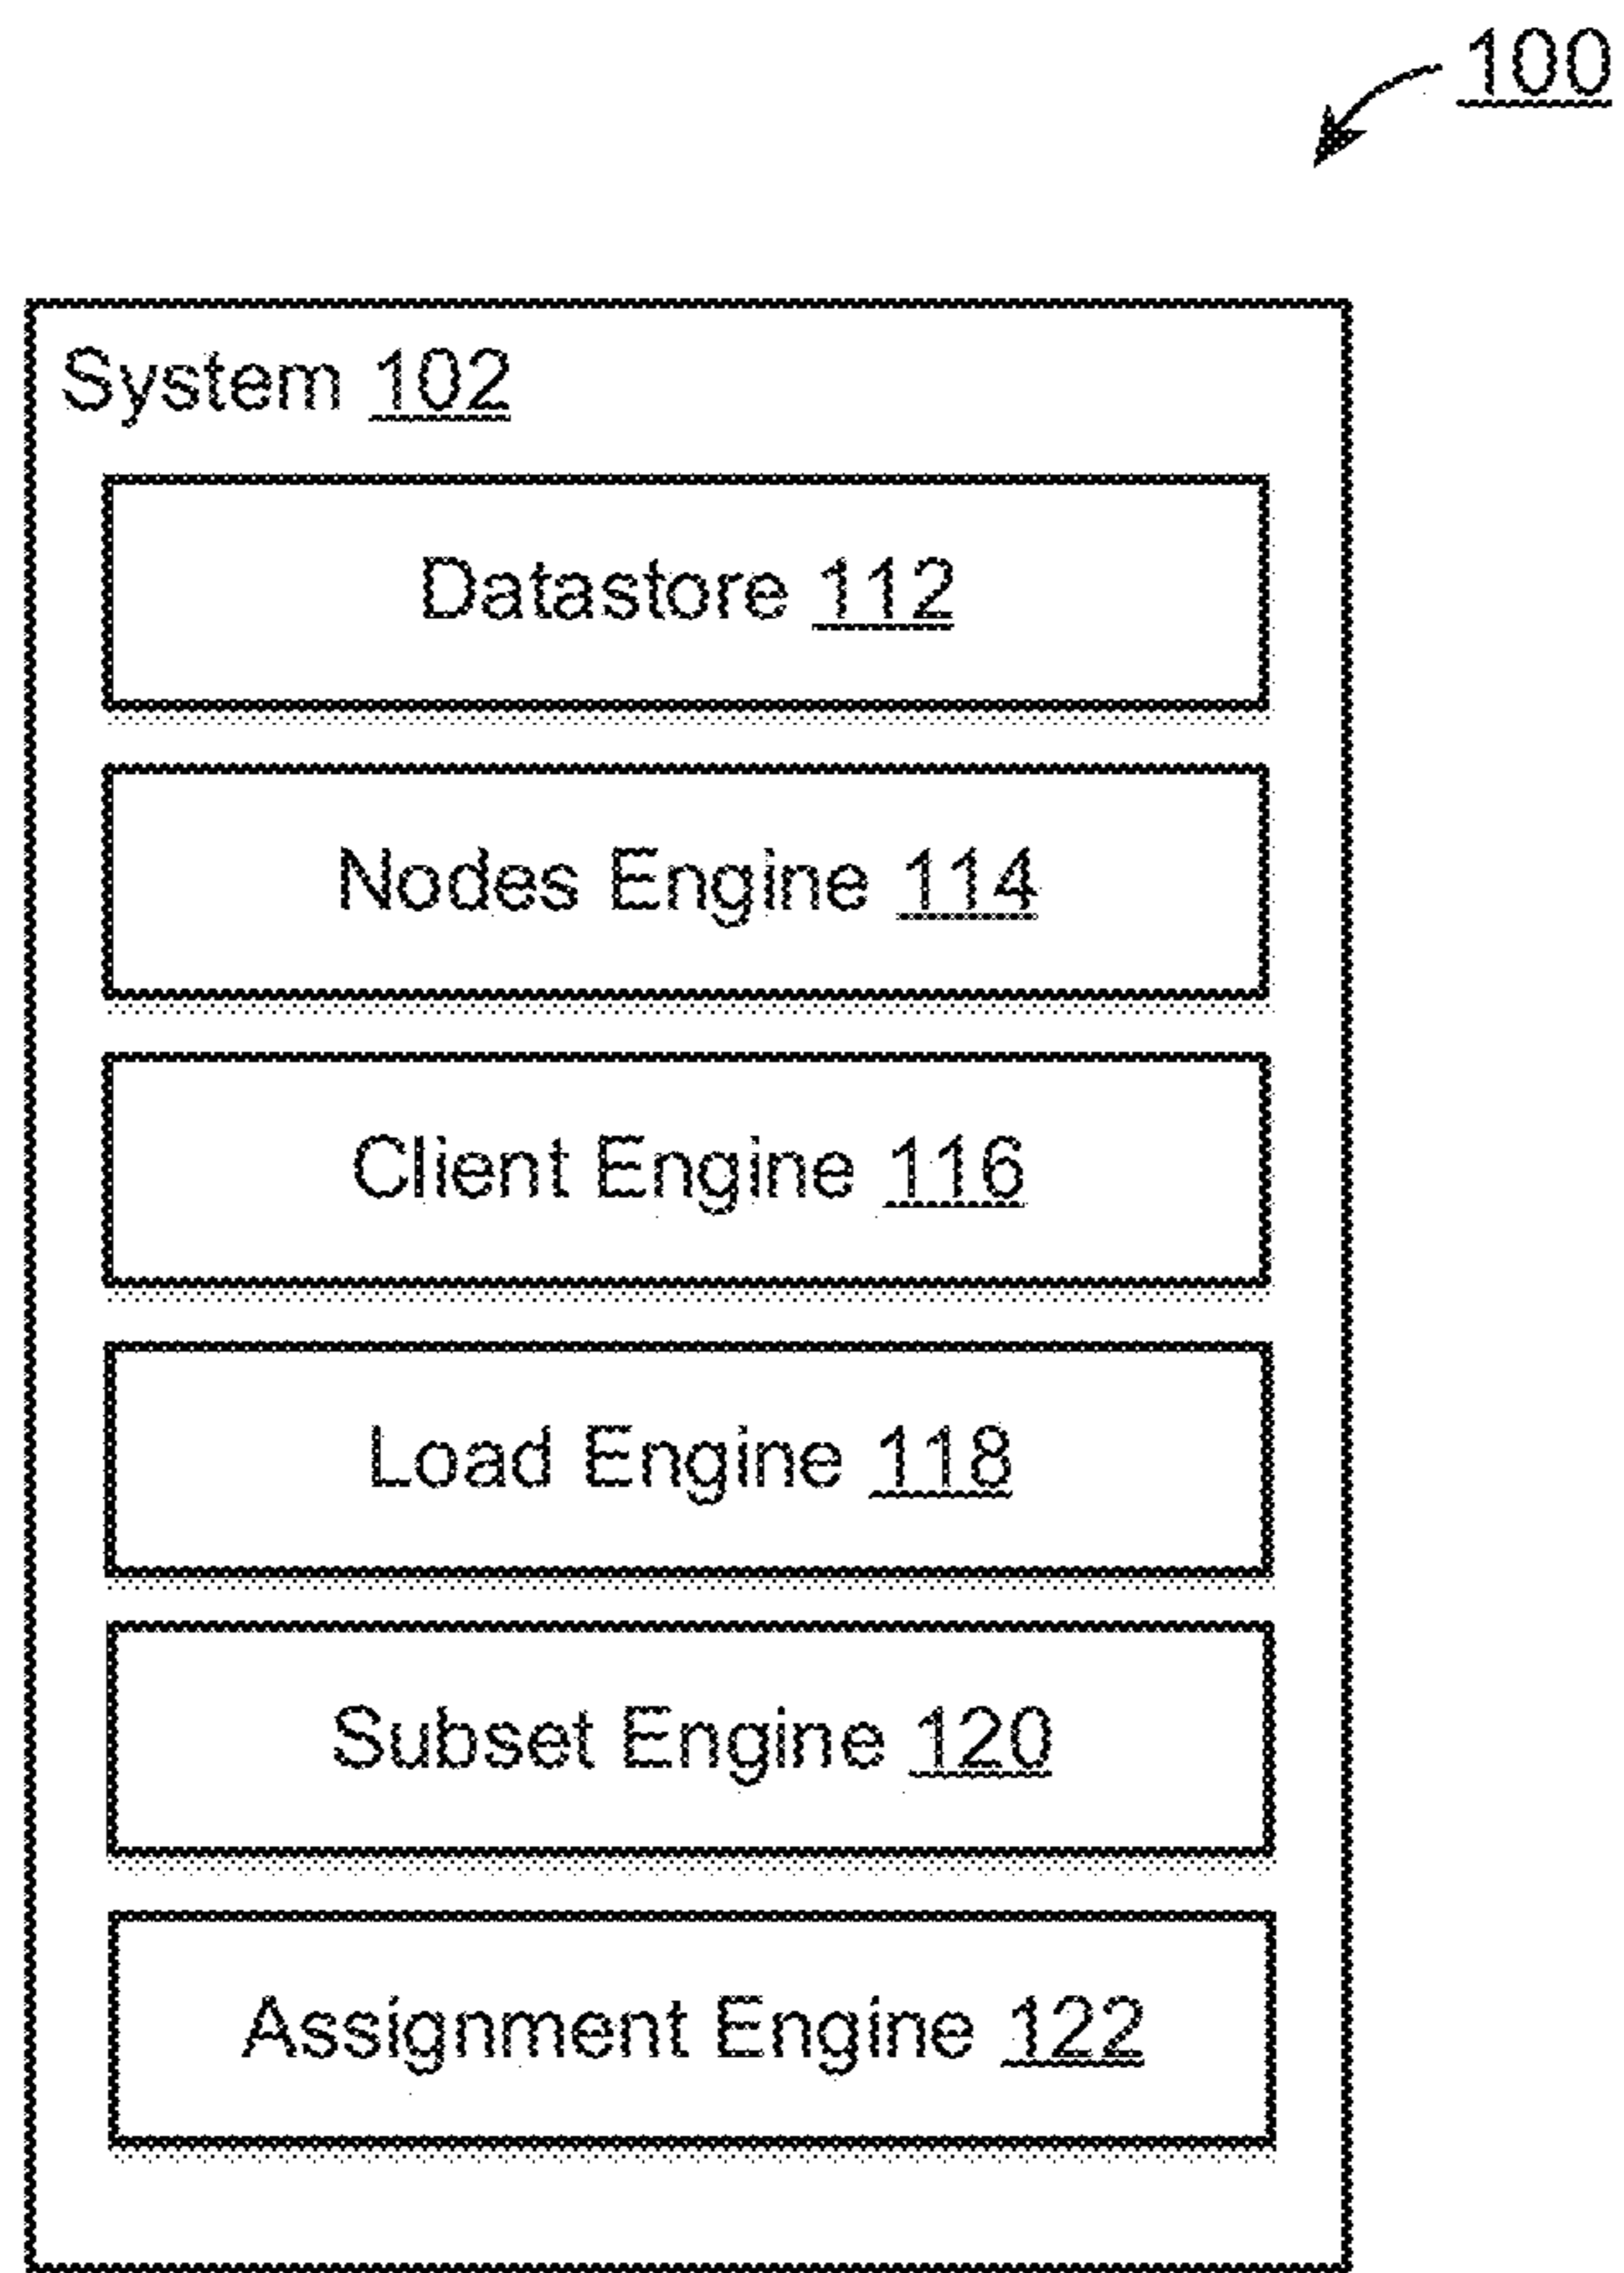 100
System 102
Datastore 112
Nodes Engine 114
Client Engine 116
Load Engine 118
Subset Engine 120
Assignment Engine 122